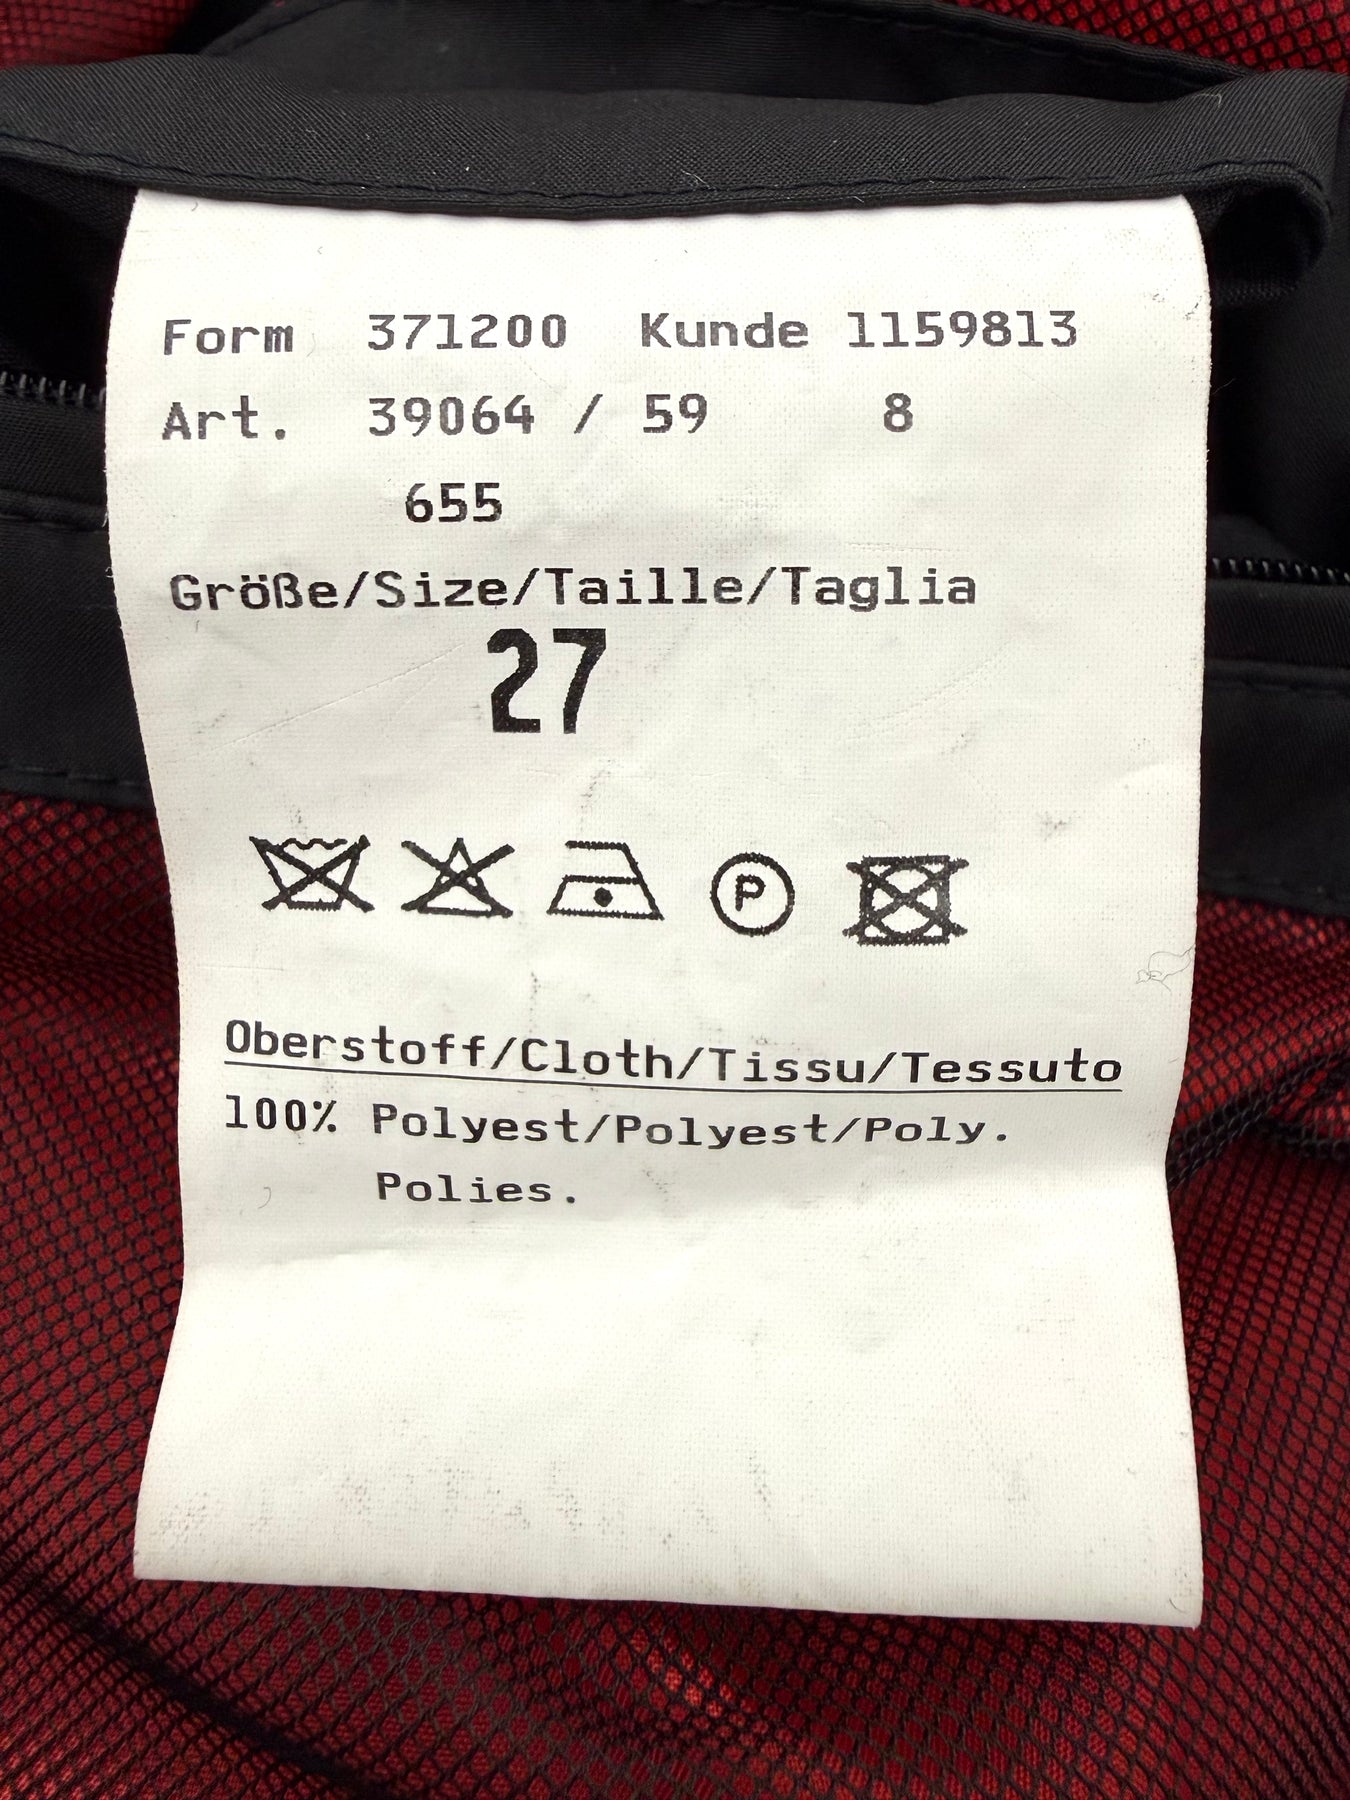 Form 371200 Kunde 1159813
Art. 39064 / 59 8
655
Größe/Size/Taille/Taglia
27
P
Oberstoff/Cloth/Tissu/Tessuto
100% Polyest/Polyest/Poly.
Polies.